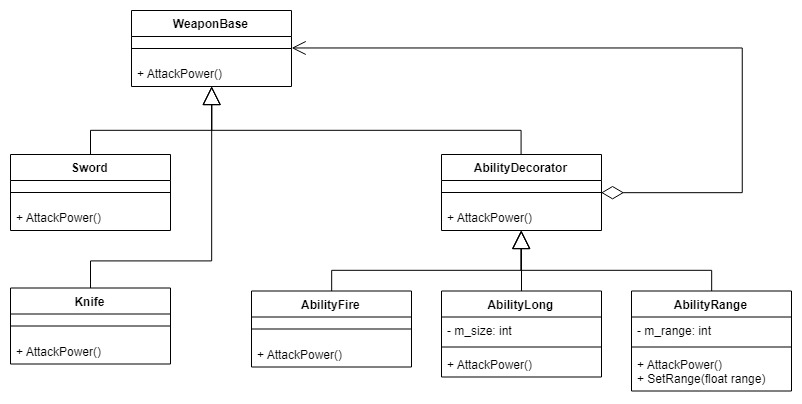 WeaponBase
+ AttackPower()
Sword
+ AttackPower()
AbilityDecorator
+ AttackPower()
Knife
+ AttackPower()
AbilityFire
+ AttackPower()
AbilityLong
- m_size: int
+ AttackPower()
AbilityRange
- m_range: int
+ AttackPower()
+ SetRange(float range)